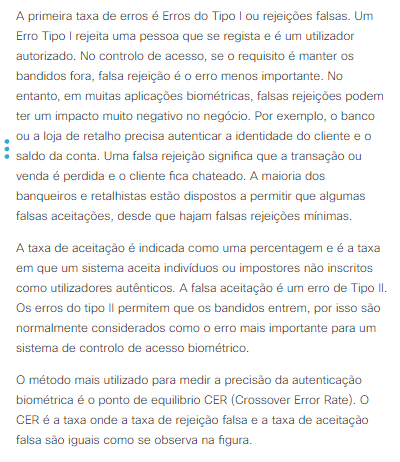 A primeira taxa de erros é Erros do Tipo I ou rejeições falsas. Um
Erro Tipo I rejeita uma pessoa que se regista e é um utilizador
autorizado. No controlo de acesso, se o requisito é manter os
bandidos fora, falsa rejeição é o erro menos importante. No
entanto, em muitas aplicações biométricas, falsas rejeições podem
ter um impacto muito negativo no negócio. Por exemplo, o banco
ou a loja de retalho precisa autenticar a identidade do cliente e o
saldo da conta. Uma falsa rejeição significa que a transação ou
venda é perdida e o cliente fica chateado. A maioria dos
banqueiros e retalhistas estão dispostos a permitir que algumas
falsas aceitações, desde que hajam falsas rejeições mínimas.
A taxa de aceitação é indicada como uma percentagem e é a taxa
em que um sistema aceita indivíduos ou impostores não inscritos
como utilizadores autênticos. A falsa aceitação é um erro de Tipo II.
Os erros do tipo II permitem que os bandidos entrem, por isso são
normalmente considerados como o erro mais importante para um
sistema de controlo de acesso biométrico.
O método mais utilizado para medir a precisão da autenticação
biométrica é o ponto de equilibrio CER (Crossover Error Rate). O
CER é a taxa onde a taxa de rejeição falsa e a taxa de aceitação
falsa são iguais como se observa na figura.